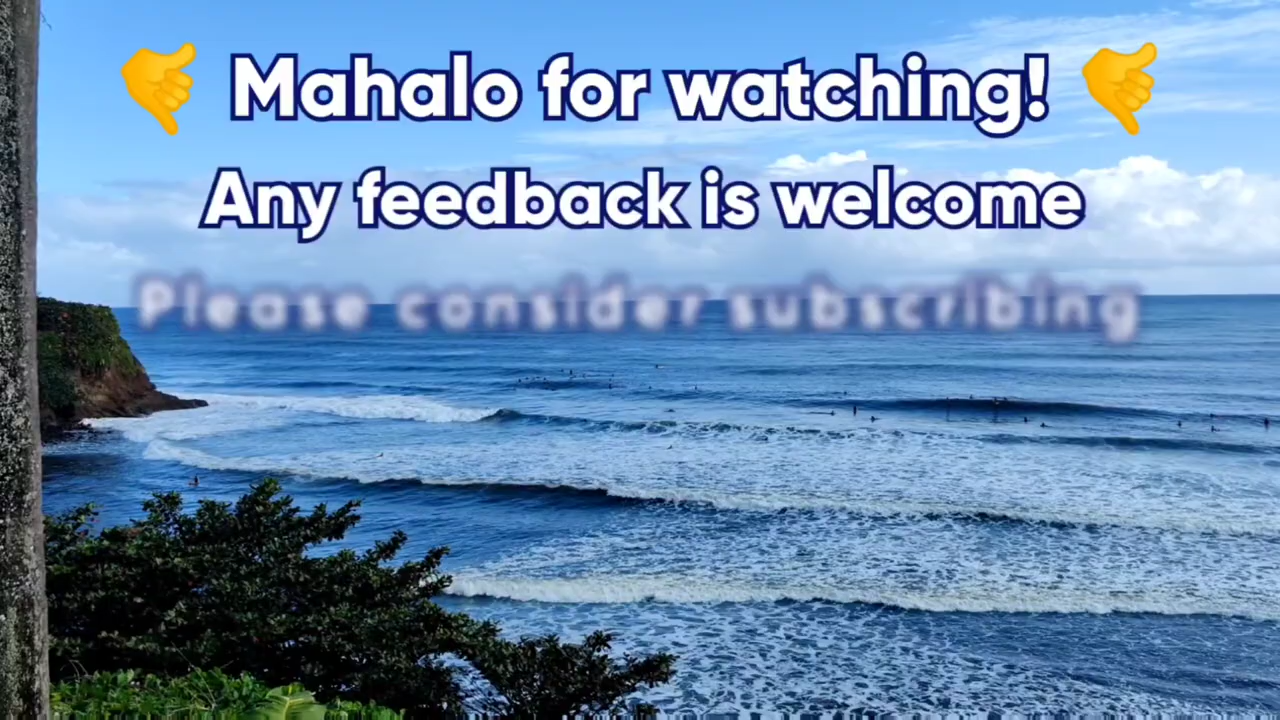 🤙 Mahalo for watching! 🤙
Any feedback is welcome
Please consider subscribing